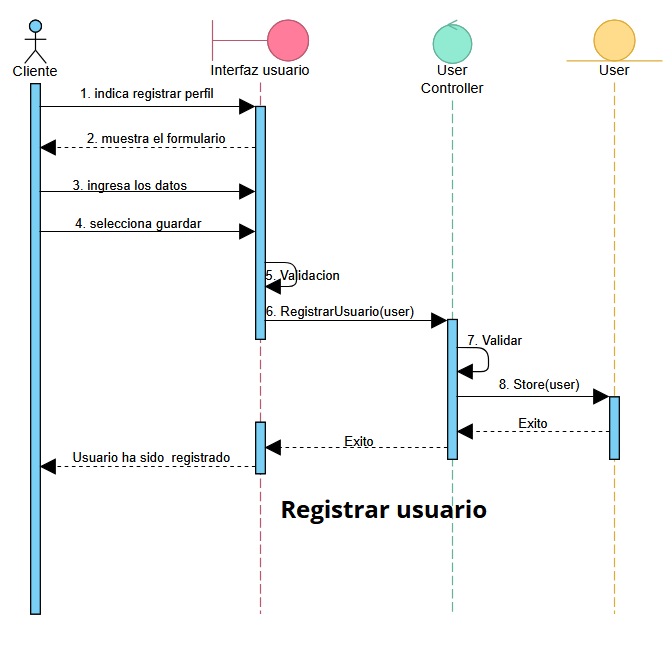 Cliente
Interfaz usuario
User
Controller
User
1. indica registrar perfil
2. muestra el formulario
3. ingresa los datos
4. selecciona guardar
5. Validacion
6. RegistrarUsuario(user)
7. Validar
8. Store(user)
Exito
Exito
Usuario ha sido registrado
Registrar usuario